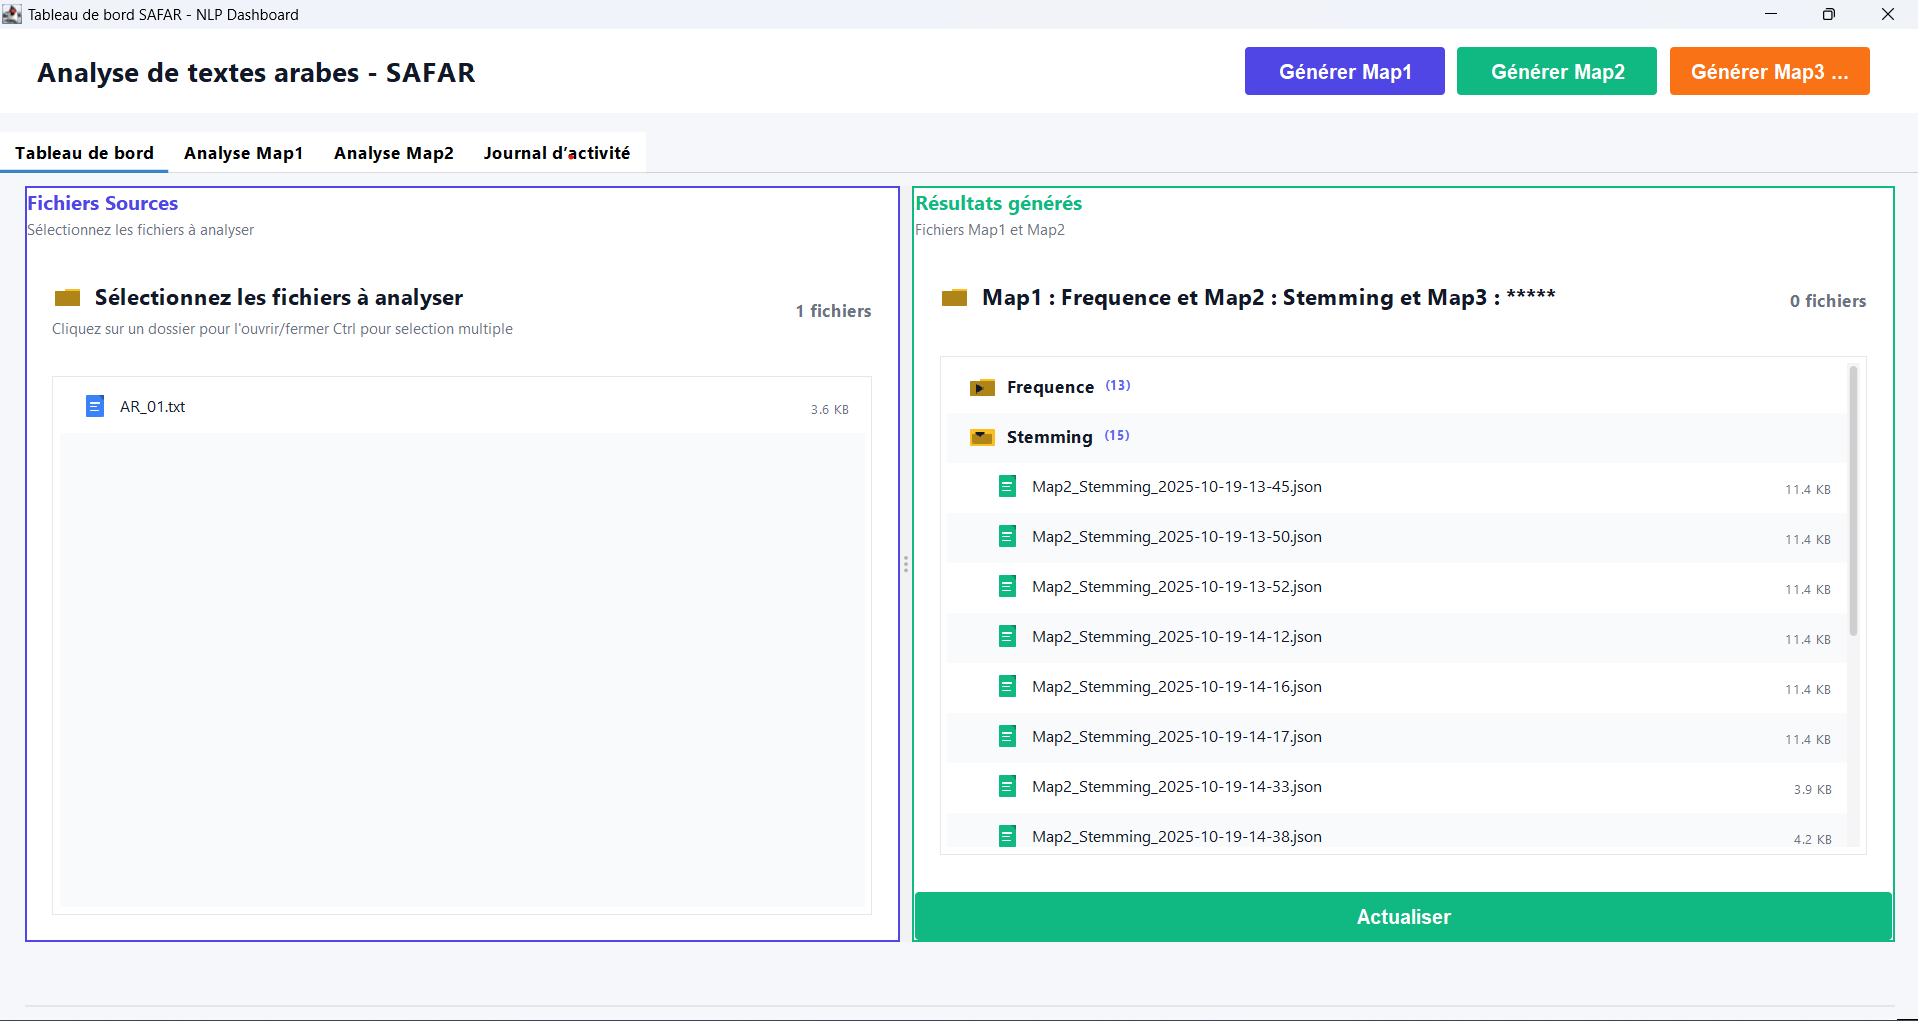 Tableau de bord SAFAR - NLP Dashboard
Analyse de textes arabes - SAFAR
Générer Map1
Générer Map2
Générer Map3 ...
Tableau de bord
Analyse Map1
Analyse Map2
Journal d’activité
Fichiers Sources
Sélectionnez les fichiers à analyser
Sélectionnez les fichiers à analyser
1 fichiers
Cliquez sur un dossier pour l'ouvrir/fermer Ctrl pour selection multiple
AR_01.txt
3.6 KB
Résultats générés
Fichiers Map1 et Map2
Map1 : Frequence et Map2 : Stemming et Map3 : *****
0 fichiers
Frequence (13)
Stemming (15)
Map2_Stemming_2025-10-19-13-45.json
11.4 KB
Map2_Stemming_2025-10-19-13-50.json
11.4 KB
Map2_Stemming_2025-10-19-13-52.json
11.4 KB
Map2_Stemming_2025-10-19-14-12.json
11.4 KB
Map2_Stemming_2025-10-19-14-16.json
11.4 KB
Map2_Stemming_2025-10-19-14-17.json
11.4 KB
Map2_Stemming_2025-10-19-14-33.json
3.9 KB
Map2_Stemming_2025-10-19-14-38.json
4.2 KB
Actualiser